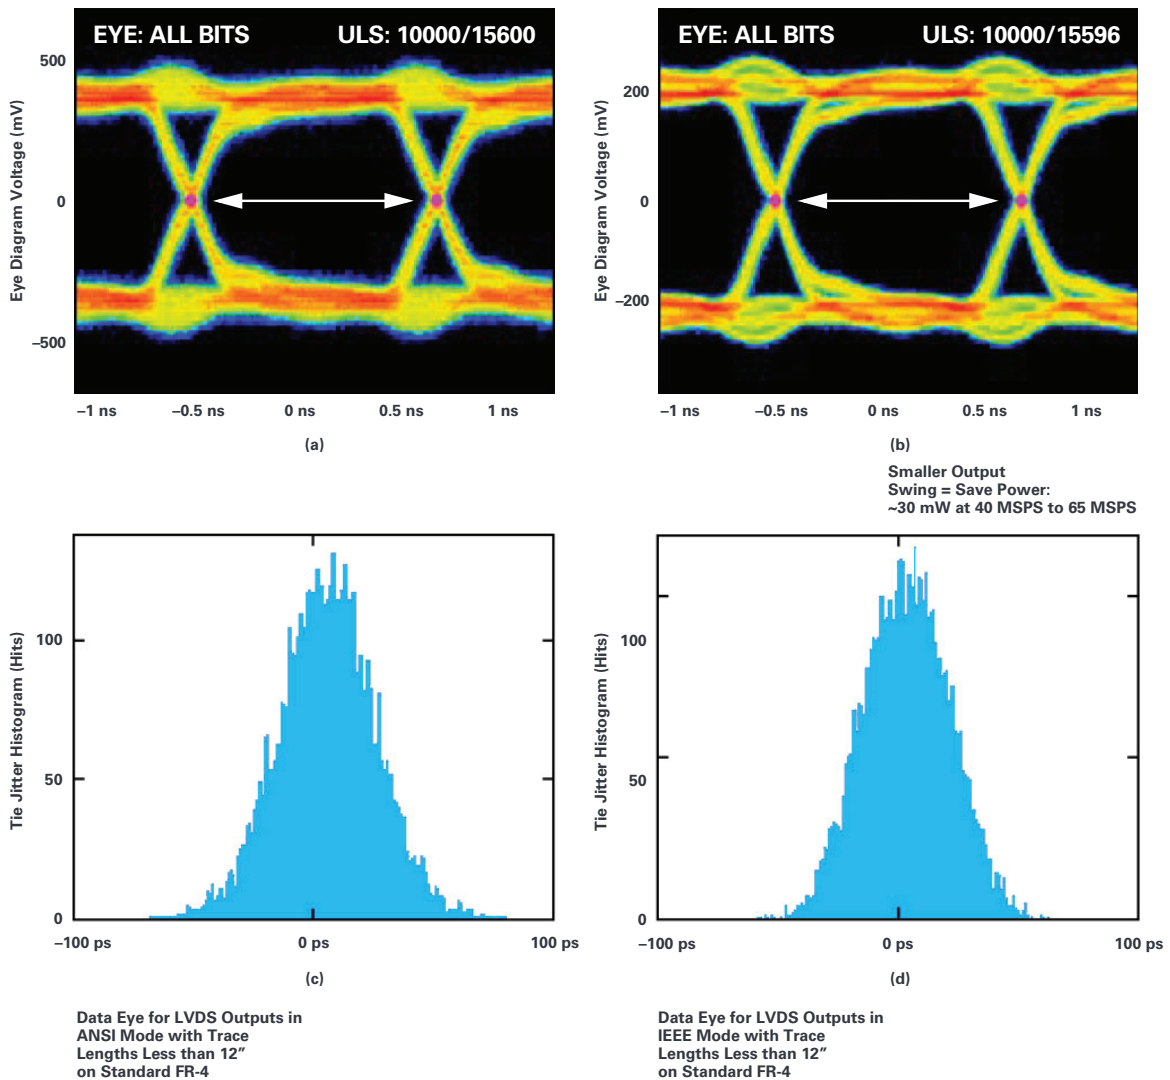 EYE: ALL BITS
ULS: 10000/15600
Eye Diagram Voltage (mV)
500
0
–500
–1 ns
–0.5 ns
0 ns
0.5 ns
1 ns
(a)
EYE: ALL BITS
ULS: 10000/15596
Eye Diagram Voltage (mV)
200
0
–200
–1 ns
–0.5 ns
0 ns
0.5 ns
1 ns
(b)
Smaller Output
Swing = Save Power:
~30 mW at 40 MSPS to 65 MSPS
Tie Jitter Histogram (Hits)
100
50
0
–100 ps
0 ps
100 ps
(c)
Data Eye for LVDS Outputs in
ANSI Mode with Trace
Lengths Less than 12″
on Standard FR-4
Tie Jitter Histogram (Hits)
100
50
0
–100 ps
0 ps
100 ps
(d)
Data Eye for LVDS Outputs in
IEEE Mode with Trace
Lengths Less than 12″
on Standard FR-4